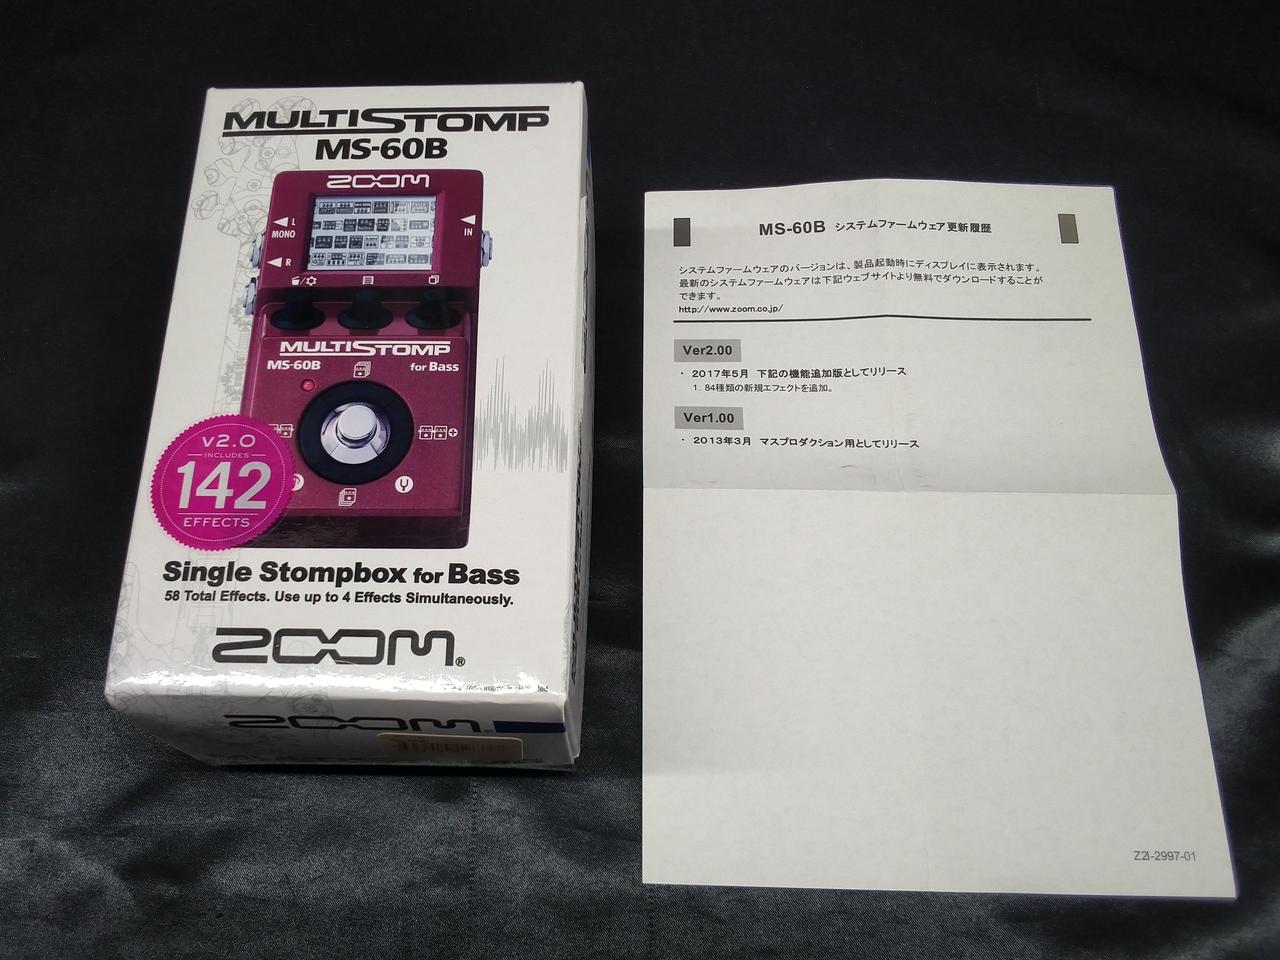 MULTISTOMP
MS-60B
ZOOM
L
MONO
R
IN
MULTISTOMP
MS-60B for Bass
v2.0
INCLUDES
142
EFFECTS
Single Stompbox for Bass
58 Total Effects. Use up to 4 Effects Simultaneously.
ZOOM®
ZOOM®
MS-60B システムファームウェア更新履歴
システムファームウェアのバージョンは、製品起動時にディスプレイに表示されます。
最新のシステムファームウェアは下記ウェブサイトより無料でダウンロードすることが
できます。
http://www.zoom.co.jp/
Ver2.00
・ 2017年5月 下記の機能追加版としてリリース
1. 84種類の新規エフェクトを追加。
Ver1.00
・ 2013年3月 マスプロダクション用としてリリース
Z2I-2997-01